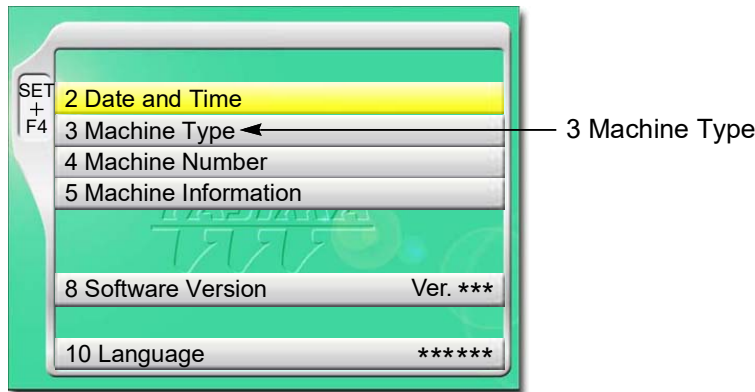 SET
+
F4
2 Date and Time
3 Machine Type
3 Machine Type
4 Machine Number
5 Machine Information
8 Software Version Ver. ***
10 Language ******